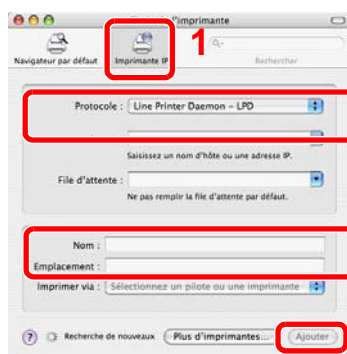 d'imprimante
Navigateur par défaut
Imprimante IP
1
Rechercher
Protocole : Line Printer Daemon – LPD
Saisissez un nom d'hôte ou une adresse IP.
File d'attente :
Ne pas remplir la file d'attente par défaut.
Nom :
Emplacement :
Imprimer via : Sélectionnez un pilote ou une imprimante
? Recherche de nouveaux
Plus d'imprimantes...
Ajouter